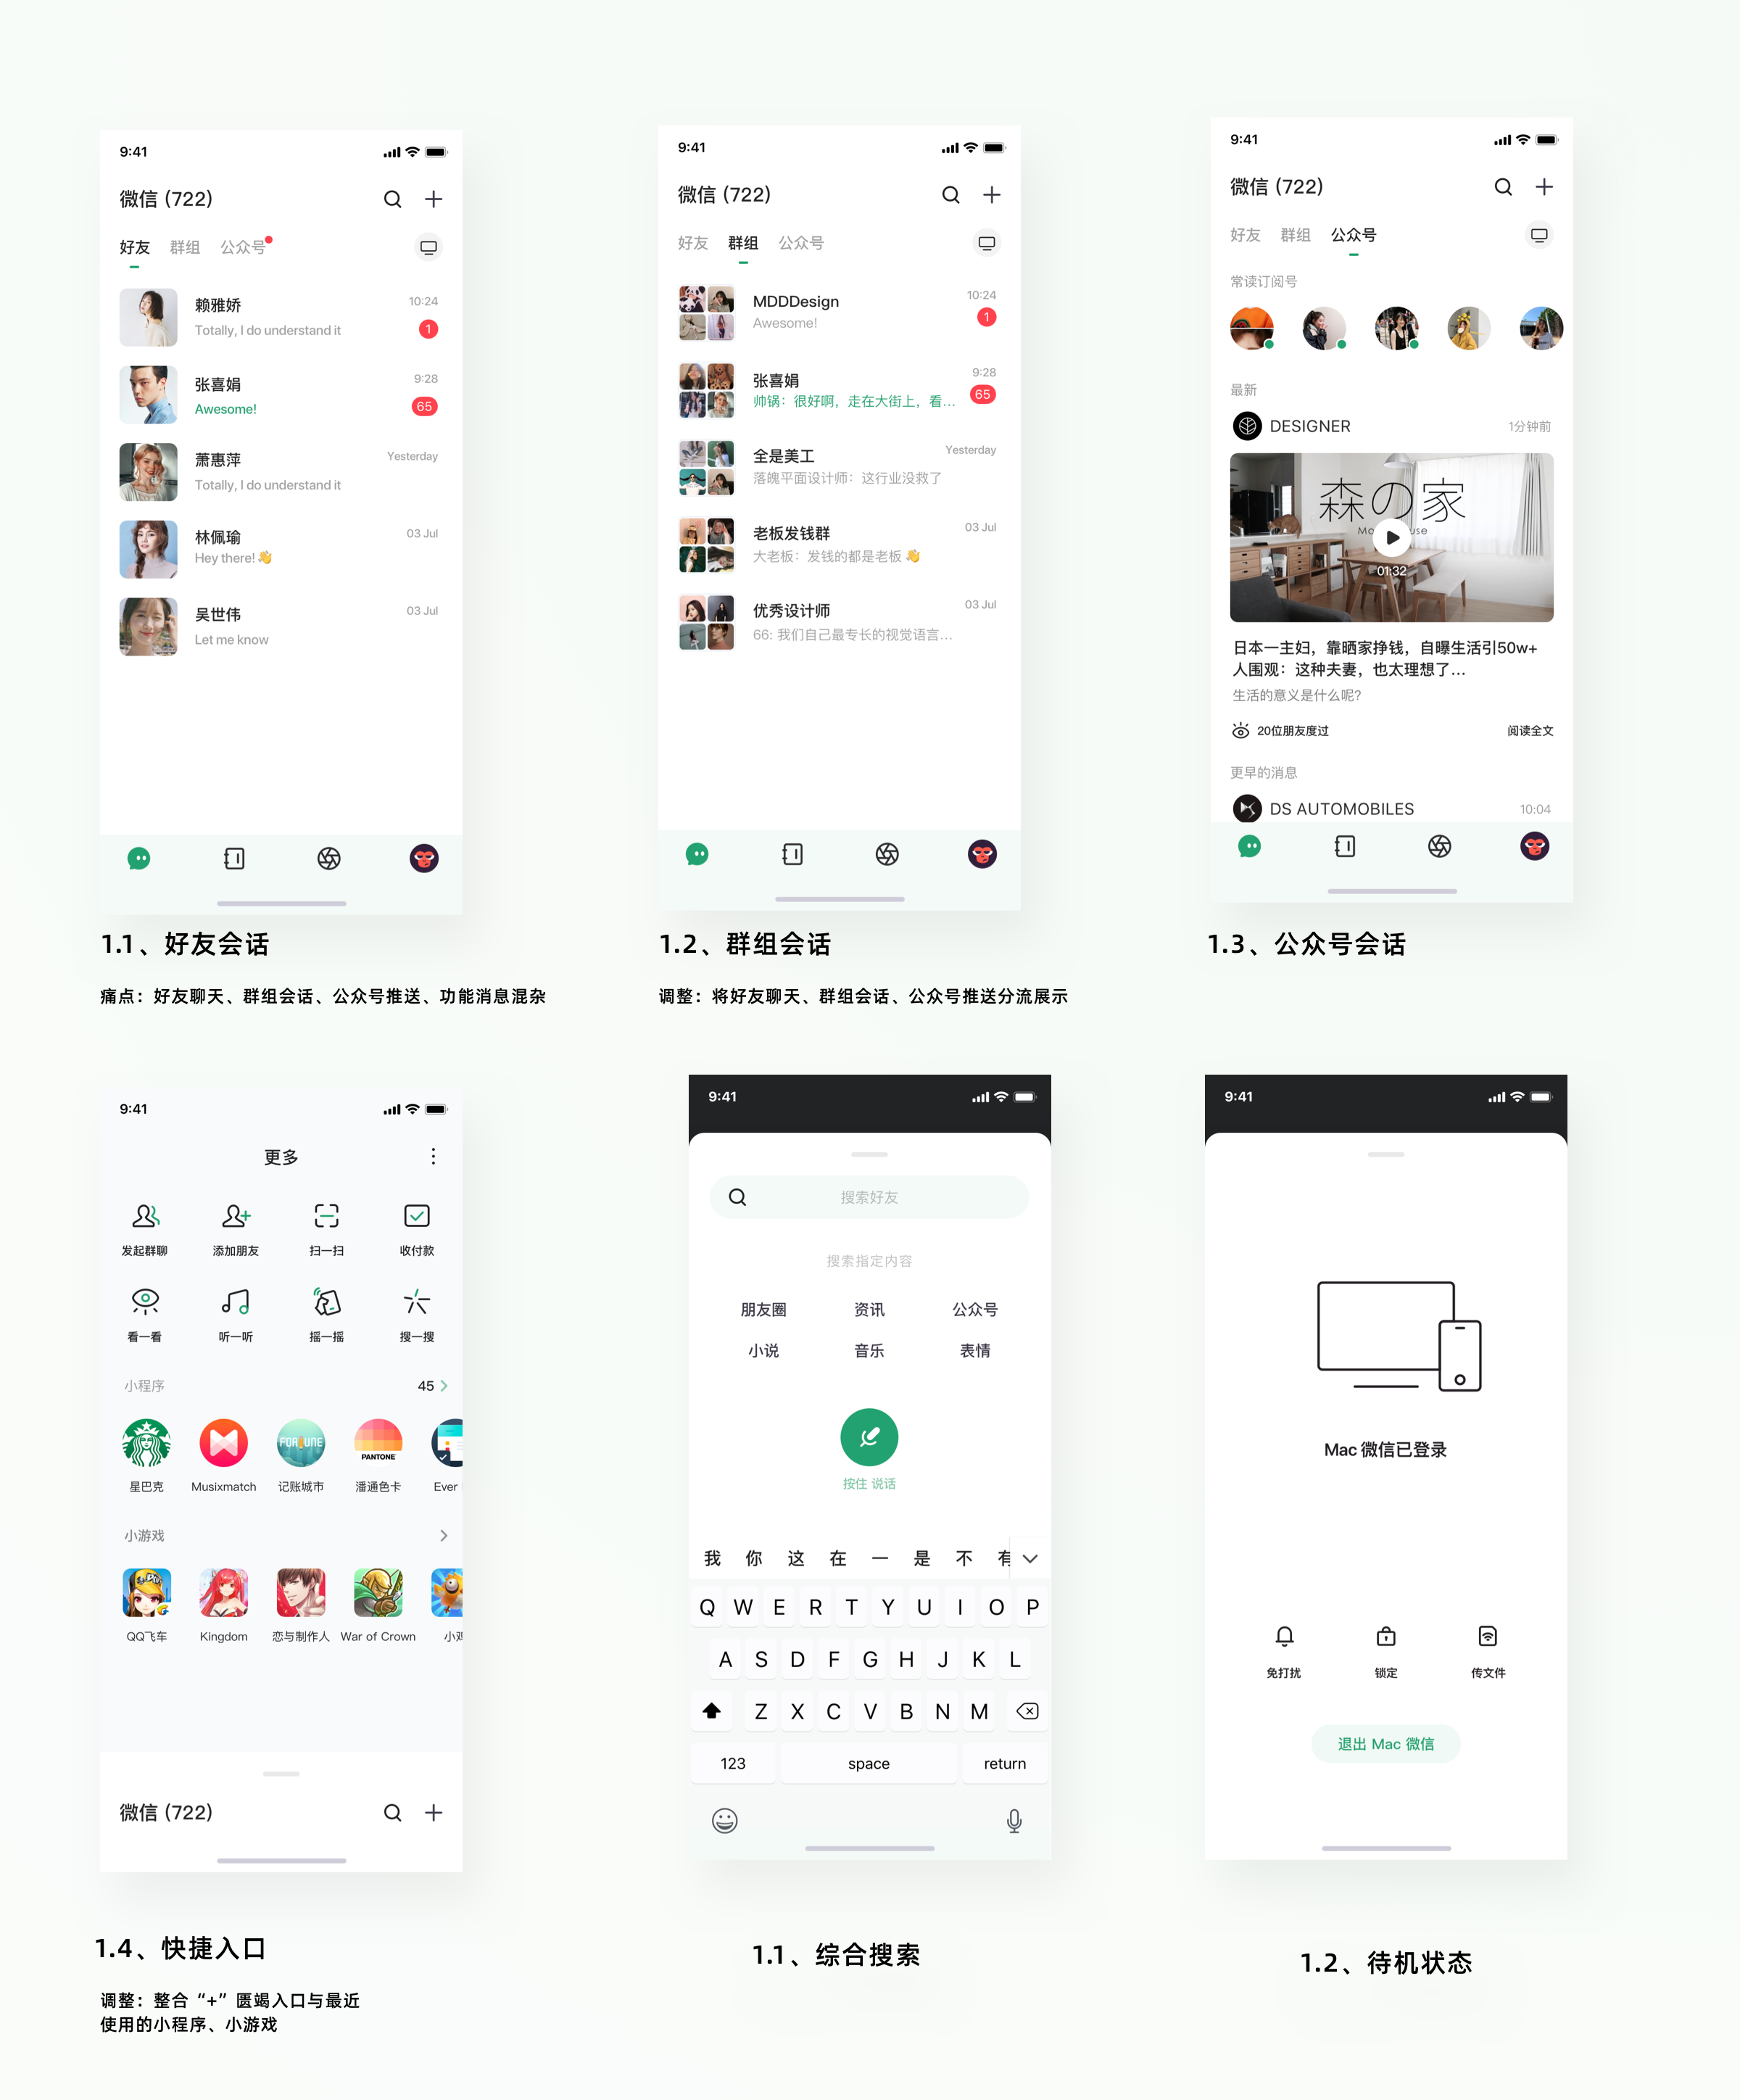 9:41
微信 (722)
好友 群组 公众号
赖雅娇 10:24
Totally, I do understand it 1
张喜娟 9:28
Awesome! 65
萧惠萍 Yesterday
Totally, I do understand it
林佩瑜 03 Jul
Hey there! 👋
吴世伟 03 Jul
Let me know
1.1、好友会话
痛点：好友聊天、群组会话、公众号推送、功能消息混杂
9:41
微信 (722)
好友 群组 公众号
MDDDesign 10:24
Awesome! 1
张喜娟 9:28
帅锅：很好啊，走在大街上，看... 65
全是美工 Yesterday
落魄平面设计师：这行业没救了
老板发钱群 03 Jul
大老板：发钱的都是老板 👋
优秀设计师 03 Jul
66: 我们自己最专长的视觉语言...
1.2、群组会话
调整：将好友聊天、群组会话、公众号推送分流展示
9:41
微信 (722)
好友 群组 公众号
常读订阅号
最新
DESIGNER 1分钟前
森の家
01:32
日本一主妇，靠晒家挣钱，自曝生活引50w+
人围观：这种夫妻，也太理想了...
生活的意义是什么呢?
20位朋友度过 阅读全文
更早的消息
DS AUTOMOBILES 10:04
1.3、公众号会话
9:41
更多
发起群聊 添加朋友 扫一扫 收付款
看一看 听一听 摇一摇 搜一搜
小程序 45
FORTUNE PANTONE
星巴克 Musixmatch 记账城市 潘通色卡 Ever
小游戏
QQ飞车 Kingdom 恋与制作人 War of Crown 小鸡
微信 (722)
1.4、快捷入口
调整：整合“+”匿竭入口与最近
使用的小程序、小游戏
9:41
搜索好友
搜索指定内容
朋友圈 资讯 公众号
小说 音乐 表情
按住 说话
我 你 这 在 一 是 不 有
Q W E R T Y U I O P
A S D F G H J K L
Z X C V B N M
123 space return
1.1、综合搜索
9:41
Mac 微信已登录
免打扰 锁定 传文件
退出 Mac 微信
1.2、待机状态